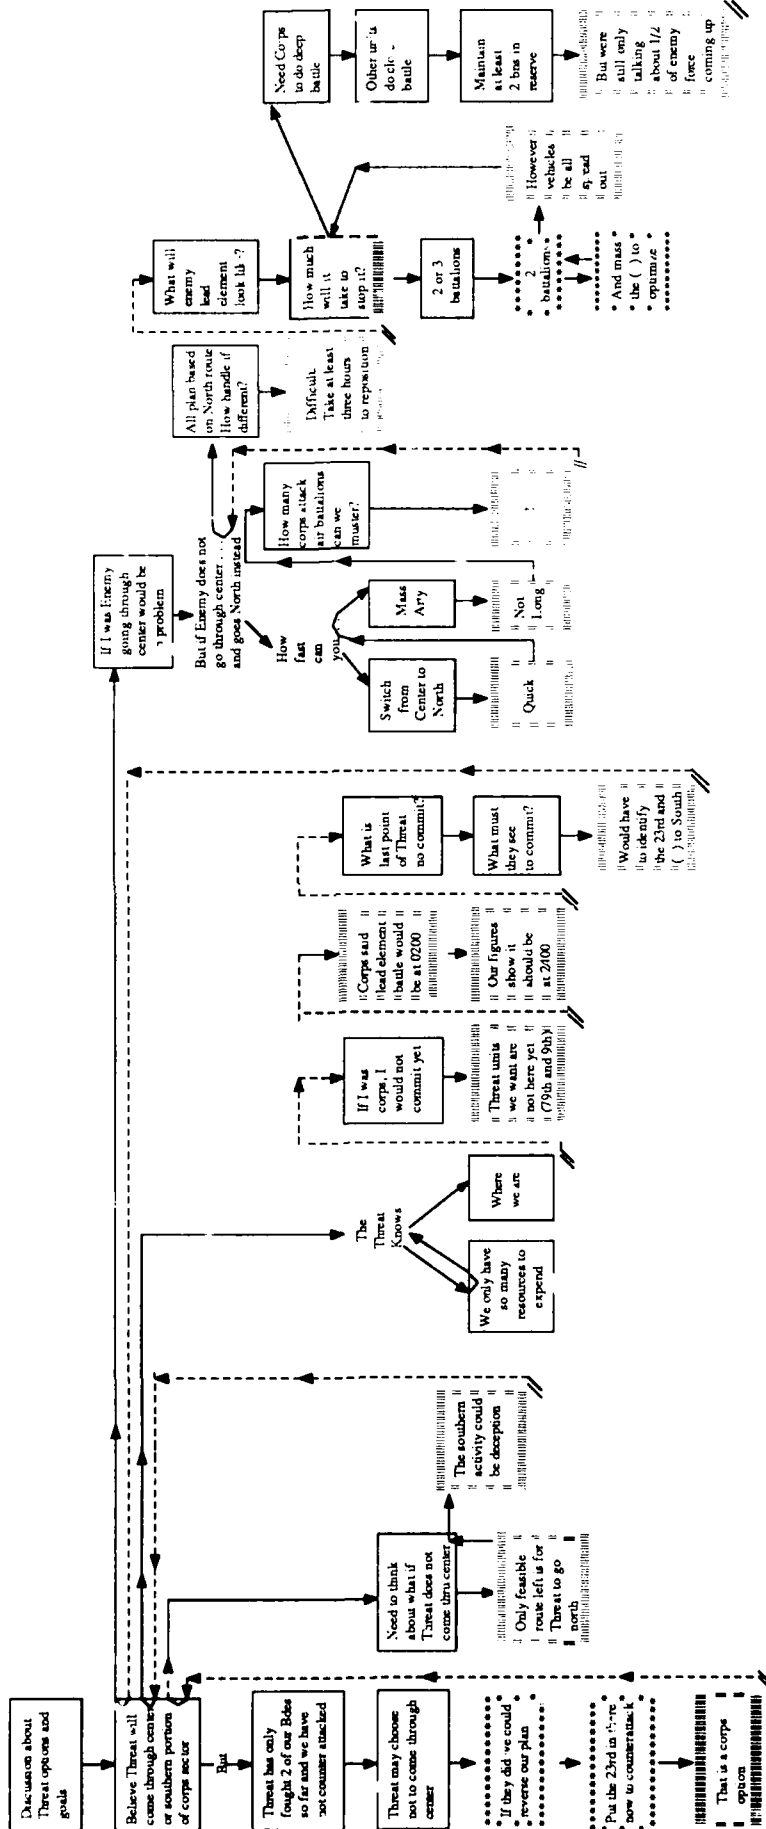 Discussion about
Threat options and
goals
Believe Threat will
come through center
or southern portion
of corps sector
But
Threat has only
fought 2 of our Bdes
so far and we have
not counter attacked
Threat may choose
not to come through
center
If they did we could
reverse our plan
Put the 23rd in there
now to counterattack
That is a corps
option
Need to think
about what if
Threat does not
come thru center
Only feasible
route left is for
Threat to go
north
The southern
activity could
be deception
The
Threat
Knows
We only have
so many
resources to
expend
Where
we are
If I was
corps, I
would not
commit yet
Threat units
we want are
not here yet
(79th and 9th)
Corps said
lead element
battle would
be at 0200
Our figures
show it
should be
at 2400
What is
last point
of Threat
no commit?
What must
they see
to commit?
Would have
to identify
the 23rd and
( ) to South
If I was Enemy
going through
center would be
problem
But if Enemy does not
go through center . . .
and goes North instead
How
fast
can
you
Switch
from
Center to
North
Quick
Mass
Arty
Not
Long
How many
corps attack
air battalions
can we
muster?
?
All plan based
on North route
How handle if
different?
Difficult
Take at least
three hours
to reposition
What will
enemy
lead
element
look like?
How much
will it
take to
stop it?
2 or 3
battalions
2
battalions
And mass
the ( ) to
optimize
However
vehicles
be all
spread
out
Need Corps
to do deep
battle
Other units
do
battle
Maintain
at least
2 bns in
reserve
But were
still only
talking
about 1/2
of enemy
force
coming up